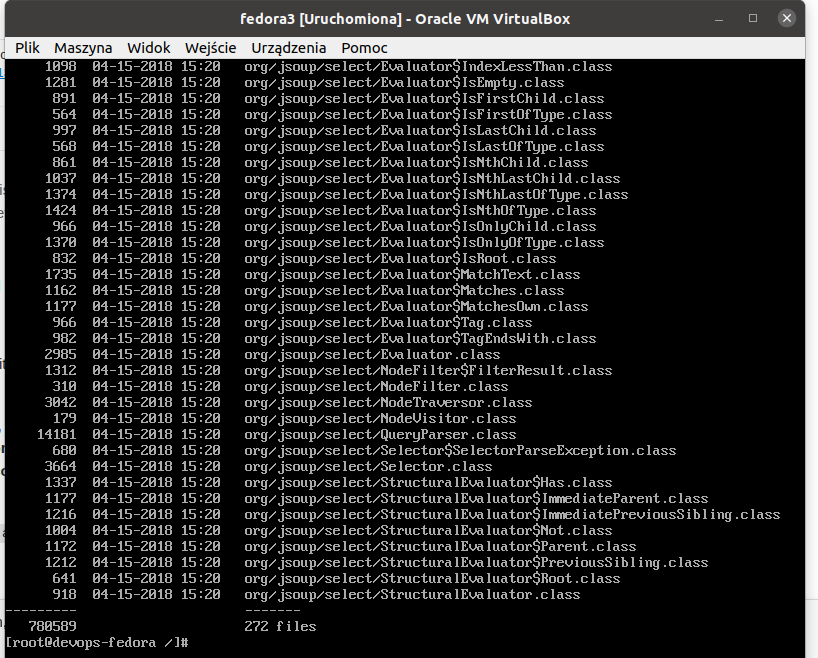 fedora3 [Uruchomiona] - Oracle VM VirtualBox
Plik Maszyna Widok Wejście Urządzenia Pomoc
1098 04-15-2018 15:20 org/jsoup/select/Evaluator$IndexLessThan.class
1281 04-15-2018 15:20 org/jsoup/select/Evaluator$IsEmpty.class
891 04-15-2018 15:20 org/jsoup/select/Evaluator$IsFirstChild.class
564 04-15-2018 15:20 org/jsoup/select/Evaluator$IsFirstOfType.class
997 04-15-2018 15:20 org/jsoup/select/Evaluator$IsLastChild.class
568 04-15-2018 15:20 org/jsoup/select/Evaluator$IsLastOfType.class
861 04-15-2018 15:20 org/jsoup/select/Evaluator$IsNthChild.class
1037 04-15-2018 15:20 org/jsoup/select/Evaluator$IsNthLastChild.class
1374 04-15-2018 15:20 org/jsoup/select/Evaluator$IsNthLastOfType.class
1424 04-15-2018 15:20 org/jsoup/select/Evaluator$IsNthOfType.class
966 04-15-2018 15:20 org/jsoup/select/Evaluator$IsOnlyChild.class
1370 04-15-2018 15:20 org/jsoup/select/Evaluator$IsOnlyOfType.class
832 04-15-2018 15:20 org/jsoup/select/Evaluator$IsRoot.class
1735 04-15-2018 15:20 org/jsoup/select/Evaluator$MatchText.class
1162 04-15-2018 15:20 org/jsoup/select/Evaluator$Matches.class
1177 04-15-2018 15:20 org/jsoup/select/Evaluator$MatchesOwn.class
966 04-15-2018 15:20 org/jsoup/select/Evaluator$Tag.class
982 04-15-2018 15:20 org/jsoup/select/Evaluator$TagEndsWith.class
2985 04-15-2018 15:20 org/jsoup/select/Evaluator.class
1312 04-15-2018 15:20 org/jsoup/select/NodeFilter$FilterResult.class
310 04-15-2018 15:20 org/jsoup/select/NodeFilter.class
3042 04-15-2018 15:20 org/jsoup/select/NodeTraversor.class
179 04-15-2018 15:20 org/jsoup/select/NodeVisitor.class
14181 04-15-2018 15:20 org/jsoup/select/QueryParser.class
680 04-15-2018 15:20 org/jsoup/select/Selector$SelectorParseException.class
3664 04-15-2018 15:20 org/jsoup/select/Selector.class
1337 04-15-2018 15:20 org/jsoup/select/StructuralEvaluator$Has.class
1177 04-15-2018 15:20 org/jsoup/select/StructuralEvaluator$ImmediateParent.class
1216 04-15-2018 15:20 org/jsoup/select/StructuralEvaluator$ImmediatePreviousSibling.class
1004 04-15-2018 15:20 org/jsoup/select/StructuralEvaluator$Not.class
1172 04-15-2018 15:20 org/jsoup/select/StructuralEvaluator$Parent.class
1212 04-15-2018 15:20 org/jsoup/select/StructuralEvaluator$PreviousSibling.class
641 04-15-2018 15:20 org/jsoup/select/StructuralEvaluator$Root.class
918 04-15-2018 15:20 org/jsoup/select/StructuralEvaluator.class
--------- -------
780589 272 files
[root@devops-fedora /]#